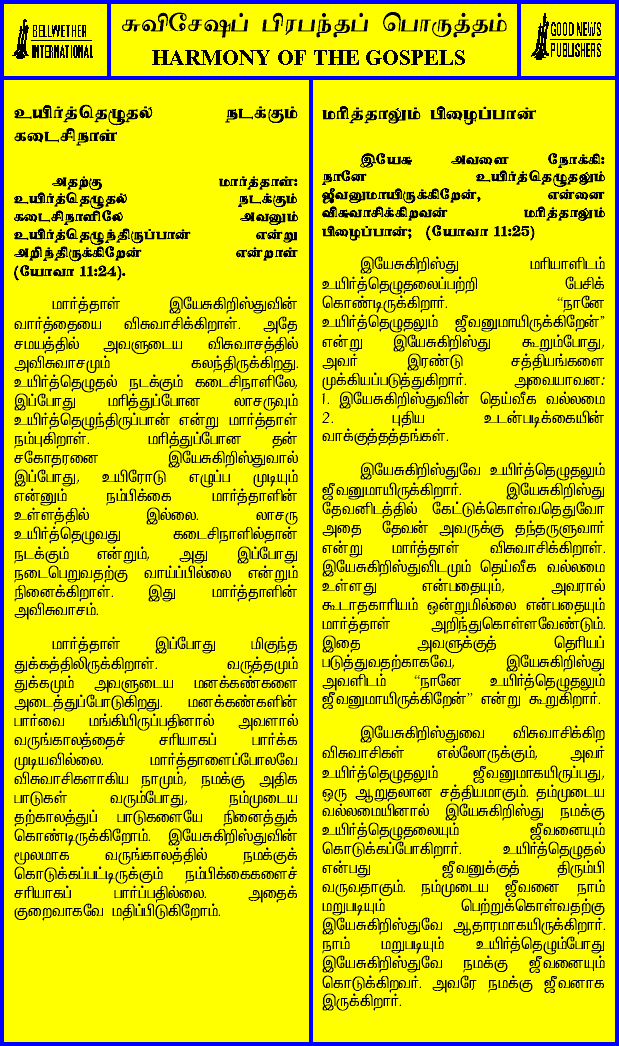 BELLWETHER
INTERNATIONAL
சுவிசேஷப் பிரபந்தப் பொருத்தம்
HARMONY OF THE GOSPELS
GOOD NEWS
PUBLISHERS
உயிர்த்தெழுதல் நடக்கும்
கடைசிநாள்
அதற்கு மார்த்தாள்:
உயிர்த்தெழுதல் நடக்கும்
கடைசிநாளிலே அவனும்
உயிர்த்தெழுந்திருப்பான் என்று
அறிந்திருக்கிறேன் என்றாள்
(யோவா 11:24).
மார்த்தாள் இயேசுகிறிஸ்துவின்
வார்த்தையை விசுவாசிக்கிறாள். அதே
சமயத்தில் அவளுடைய விசுவாசத்தில்
அவிசுவாசமும் கலந்திருக்கிறது.
உயிர்த்தெழுதல் நடக்கும் கடைசிநாளிலே,
இப்போது மரித்துப்போன லாசருவும்
உயிர்த்தெழுந்திருப்பான் என்று மார்த்தாள்
நம்புகிறாள். மரித்துப்போன தன்
சகோதரனை இயேசுகிறிஸ்துவால்
இப்போது, உயிரோடு எழுப்ப முடியும்
என்னும் நம்பிக்கை மார்த்தாளின்
உள்ளத்தில் இல்லை. லாசரு
உயிர்த்தெழுவது கடைசிநாளில்தான்
நடக்கும் என்றும், அது இப்போது
நடைபெறுவதற்கு வாய்ப்பில்லை என்றும்
நினைக்கிறாள். இது மார்த்தாளின்
அவிசுவாசம்.
மார்த்தாள் இப்போது மிகுந்த
துக்கத்திலிருக்கிறாள். வருத்தமும்
துக்கமும் அவளுடைய மனக்கண்களை
அடைத்துப்போடுகிறது. மனக்கண்களின்
பார்வை மங்கியிருப்பதினால் அவளால்
வருங்காலத்தைச் சரியாகப் பார்க்க
முடியவில்லை. மார்த்தாளைப்போலவே
விசுவாசிகளாகிய நாமும், நமக்கு அதிக
பாடுகள் வரும்போது, நம்முடைய
தற்காலத்துப் பாடுகளையே நினைத்துக்
கொண்டிருக்கிறோம். இயேசுகிறிஸ்துவின்
மூலமாக வருங்காலத்தில் நமக்குக்
கொடுக்கப்பட்டிருக்கும் நம்பிக்கைகளைச்
சரியாகப் பார்ப்பதில்லை. அதைக்
குறைவாகவே மதிப்பிடுகிறோம்.
மரித்தாலும் பிழைப்பான்
இயேசு அவளை நோக்கி:
நானே உயிர்த்தெழுதலும்
ஜீவனுமாயிருக்கிறேன், என்னை
விசுவாசிக்கிறவன் மரித்தாலும்
பிழைப்பான்; (யோவா 11:25)
இயேசுகிறிஸ்து மரியாளிடம்
உயிர்த்தெழுதலைப்பற்றி பேசிக்
கொண்டிருக்கிறார். “நானே
உயிர்த்தெழுதலும் ஜீவனுமாயிருக்கிறேன்”
என்று இயேசுகிறிஸ்து கூறும்போது,
அவர் இரண்டு சத்தியங்களை
முக்கியப்படுத்துகிறார். அவையாவன:
1. இயேசுகிறிஸ்துவின் தெய்வீக வல்லமை
2. புதிய உடன்படிக்கையின்
வாக்குத்தத்தங்கள்.
இயேசுகிறிஸ்துவே உயிர்த்தெழுதலும்
ஜீவனுமாயிருக்கிறார். இயேசுகிறிஸ்து
தேவனிடத்தில் கேட்டுக்கொள்வதெதுவோ
அதை தேவன் அவருக்கு தந்தருளுவார்
என்று மார்த்தாள் விசுவாசிக்கிறாள்.
இயேசுகிறிஸ்துவிடமும் தெய்வீக வல்லமை
உள்ளது என்பதையும், அவரால்
கூடாதகாரியம் ஒன்றுமில்லை என்பதையும்
மார்த்தாள் அறிந்துகொள்ளவேண்டும்.
இதை அவளுக்குத் தெரியப்
படுத்துவதற்காகவே, இயேசுகிறிஸ்து
அவளிடம் “நானே உயிர்த்தெழுதலும்
ஜீவனுமாயிருக்கிறேன்” என்று கூறுகிறார்.
இயேசுகிறிஸ்துவை விசுவாசிக்கிற
விசுவாசிகள் எல்லோருக்கும், அவர்
உயிர்த்தெழுதலும் ஜீவனுமாகயிருப்பது,
ஒரு ஆறுதலான சத்தியமாகும். தம்முடைய
வல்லமையினால் இயேசுகிறிஸ்து நமக்கு
உயிர்த்தெழுதலையும் ஜீவனையும்
கொடுக்கப்போகிறார். உயிர்த்தெழுதல்
என்பது ஜீவனுக்குத் திரும்பி
வருவதாகும். நம்முடைய ஜீவனை நாம்
மறுபடியும் பெற்றுக்கொள்வதற்கு
இயேசுகிறிஸ்துவே ஆதாரமாகயிருக்கிறார்.
நாம் மறுபடியும் உயிர்த்தெழும்போது
இயேசுகிறிஸ்துவே நமக்கு ஜீவனையும்
கொடுக்கிறவர். அவரே நமக்கு ஜீவனாக
இருக்கிறார்.